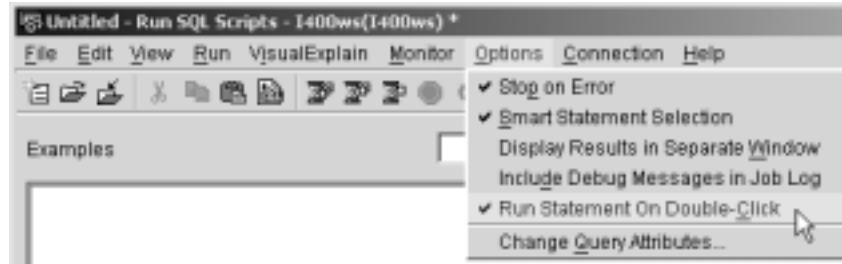 Untitled - Run SQL Scripts - I400ws(I400ws) *
File Edit View Run VisualExplain Monitor Options Connection Help
Stop on Error
Smart Statement Selection
Examples
Display Results in Separate Window
Include Debug Messages in Job Log
Run Statement On Double-Click
Change Query Attributes...